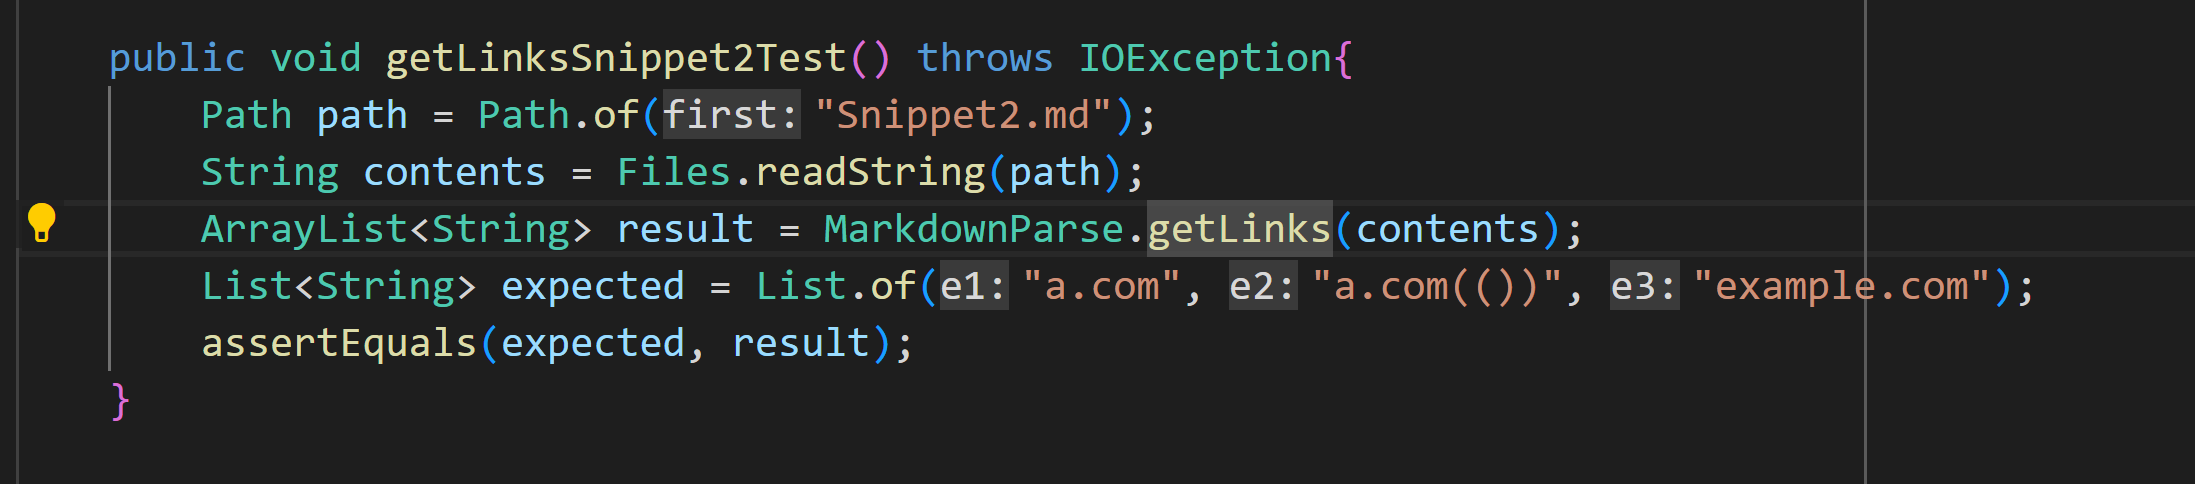 public void getLinksSnippet2Test() throws IOException{
Path path = Path.of(first: "Snippet2.md");
String contents = Files.readString(path);
ArrayList<String> result = MarkdownParse.getLinks(contents);
List<String> expected = List.of(e1: "a.com", e2: "a.com(())", e3: "example.com");
assertEquals(expected, result);
}